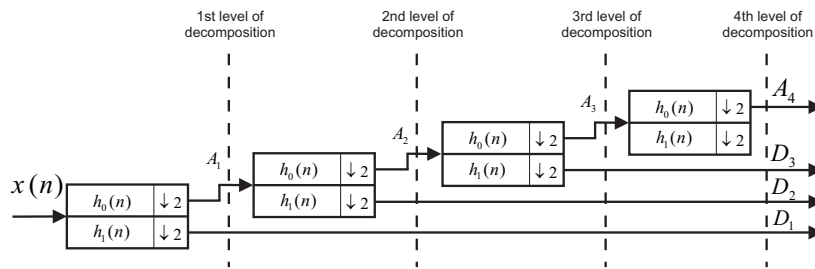 1st level of decomposition
2nd level of decomposition
3rd level of decomposition
4th level of decomposition
x(n)
h₀(n) ↓2
h₁(n) ↓2
A₁
h₀(n) ↓2
h₁(n) ↓2
A₂
h₀(n) ↓2
h₁(n) ↓2
A₃
h₀(n) ↓2
h₁(n) ↓2
A₄
D₃
D₂
D₁